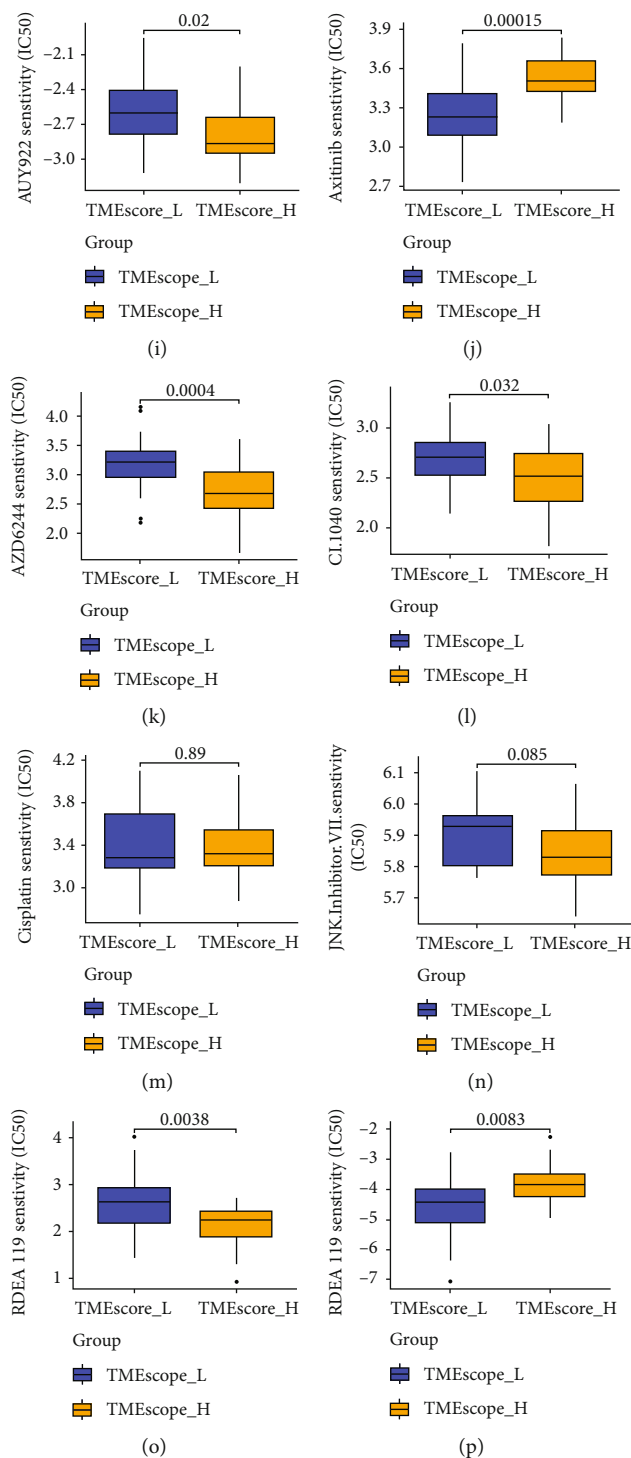 0.02
AUY922 senstivity (IC50)
−2.1
−2.4
−2.7
−3.0
TMEscore_L
TMEscore_H
Group
TMEscope_L
TMEscope_H
(i)
0.00015
Axitinib senstivity (IC50)
3.9
3.6
3.3
3.0
2.7
TMEscore_L
TMEscore_H
Group
TMEscope_L
TMEscope_H
(j)
0.0004
AZD6244 senstivity (IC50)
4.0
3.5
3.0
2.5
2.0
TMEscore_L
TMEscore_H
Group
TMEscope_L
TMEscope_H
(k)
0.032
CI.1040 senstivity (IC50)
3.0
2.5
2.0
TMEscore_L
TMEscore_H
Group
TMEscope_L
TMEscope_H
(l)
0.89
Cisplatin senstivity (IC50)
4.2
3.8
3.4
3.0
TMEscore_L
TMEscore_H
Group
TMEscope_L
TMEscope_H
(m)
0.085
JNK.Inhibitor.VII.senstivity
(IC50)
6.1
6.0
5.9
5.8
5.7
TMEscore_L
TMEscore_H
Group
TMEscope_L
TMEscope_H
(n)
0.0038
RDEA 119 senstivity (IC50)
4
3
2
1
TMEscore_L
TMEscore_H
Group
TMEscope_L
TMEscope_H
(o)
0.0083
RDEA 119 senstivity (IC50)
−2
−3
−4
−5
−6
−7
TMEscore_L
TMEscore_H
Group
TMEscope_L
TMEscope_H
(p)